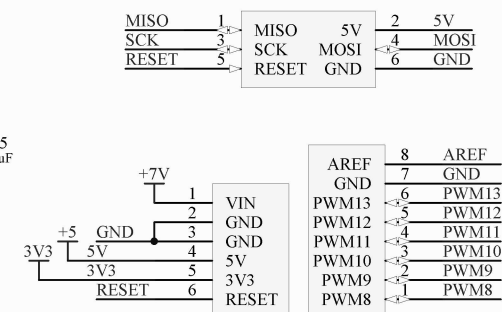 MISO 1 MISO 5V 2 5V
SCK 3 SCK MOSI 4 MOSI
RESET 5 RESET GND 6 GND
5
uF
AREF 8 AREF
GND 7 GND
+7V
1 VIN PWM13 6 PWM13
2 GND PWM12 5 PWM12
+5 GND 3 GND PWM11 4 PWM11
3V3 5V 4 5V PWM10 3 PWM10
3V3 5 3V3 PWM9 2 PWM9
RESET 6 RESET PWM8 1 PWM8